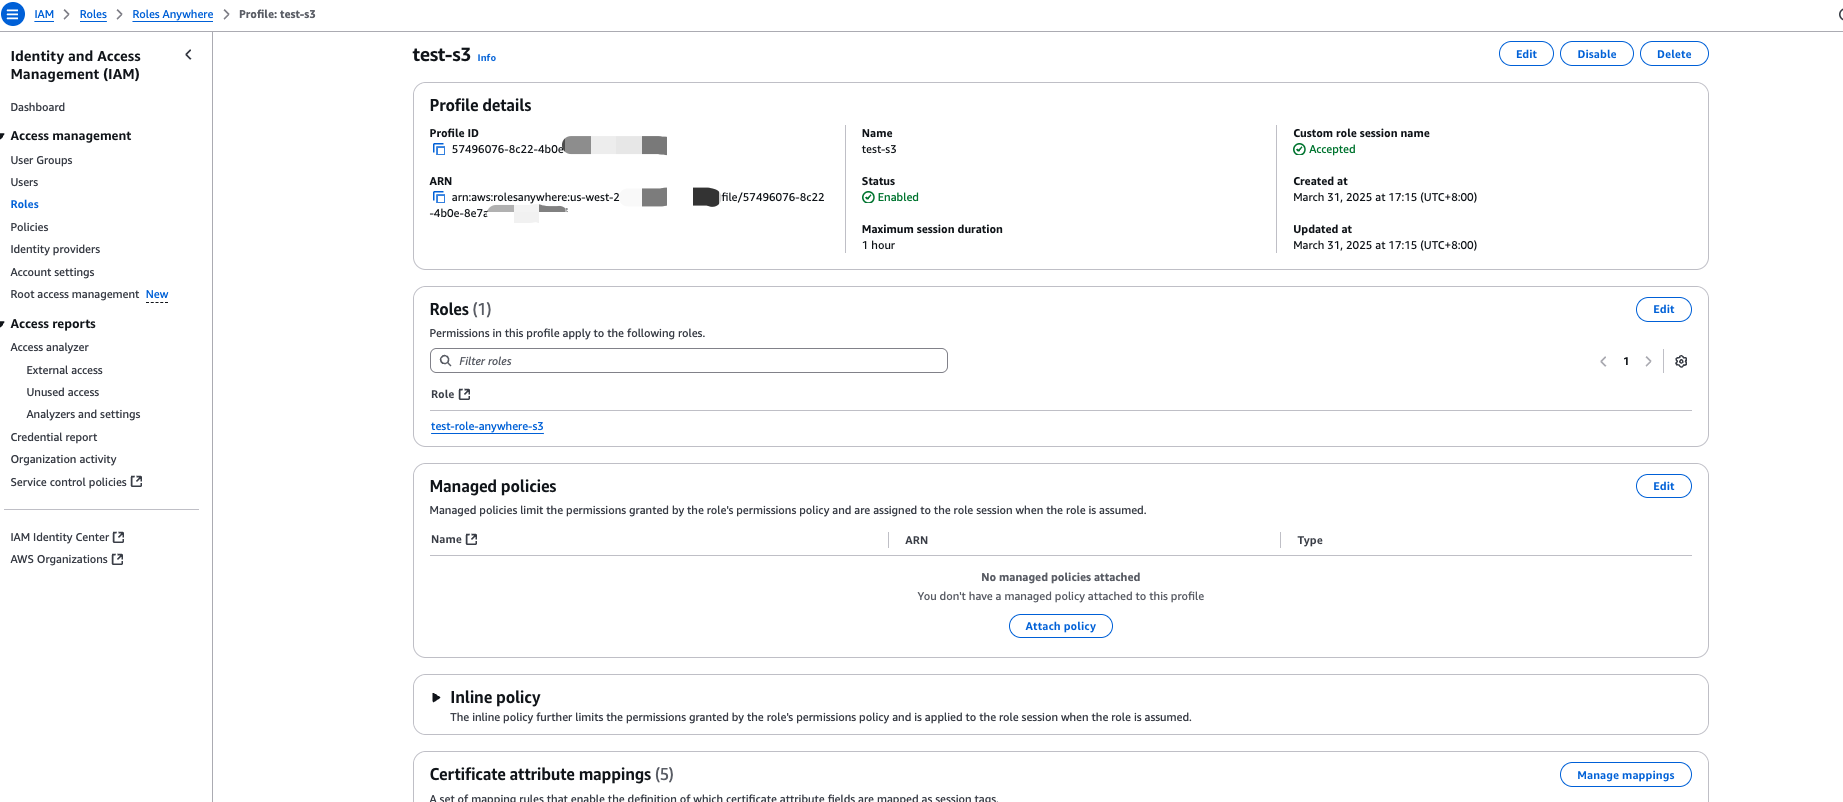 IAM > Roles > Roles Anywhere > Profile: test-s3
Identity and Access
Management (IAM)
Dashboard
Access management
User Groups
Users
Roles
Policies
Identity providers
Account settings
Root access management New
Access reports
Access analyzer
External access
Unused access
Analyzers and settings
Credential report
Organization activity
Service control policies
IAM Identity Center
AWS Organizations
test-s3 Info
Edit
Disable
Delete
Profile details
Profile ID
57496076-8c22-4b0e
ARN
arn:aws:rolesanywhere:us-west-2 file/57496076-8c22
-4b0e-8e7a
Name
test-s3
Status
Enabled
Maximum session duration
1 hour
Custom role session name
Accepted
Created at
March 31, 2025 at 17:15 (UTC+8:00)
Updated at
March 31, 2025 at 17:15 (UTC+8:00)
Roles (1)
Edit
Permissions in this profile apply to the following roles.
Filter roles
1
Role
test-role-anywhere-s3
Managed policies
Edit
Managed policies limit the permissions granted by the role's permissions policy and are assigned to the role session when the role is assumed.
Name ARN Type
No managed policies attached
You don't have a managed policy attached to this profile
Attach policy
Inline policy
The inline policy further limits the permissions granted by the role's permissions policy and is applied to the role session when the role is assumed.
Certificate attribute mappings (5)
Manage mappings
A set of mapping rules that enable the definition of which certificate attribute fields are mapped as session tags.